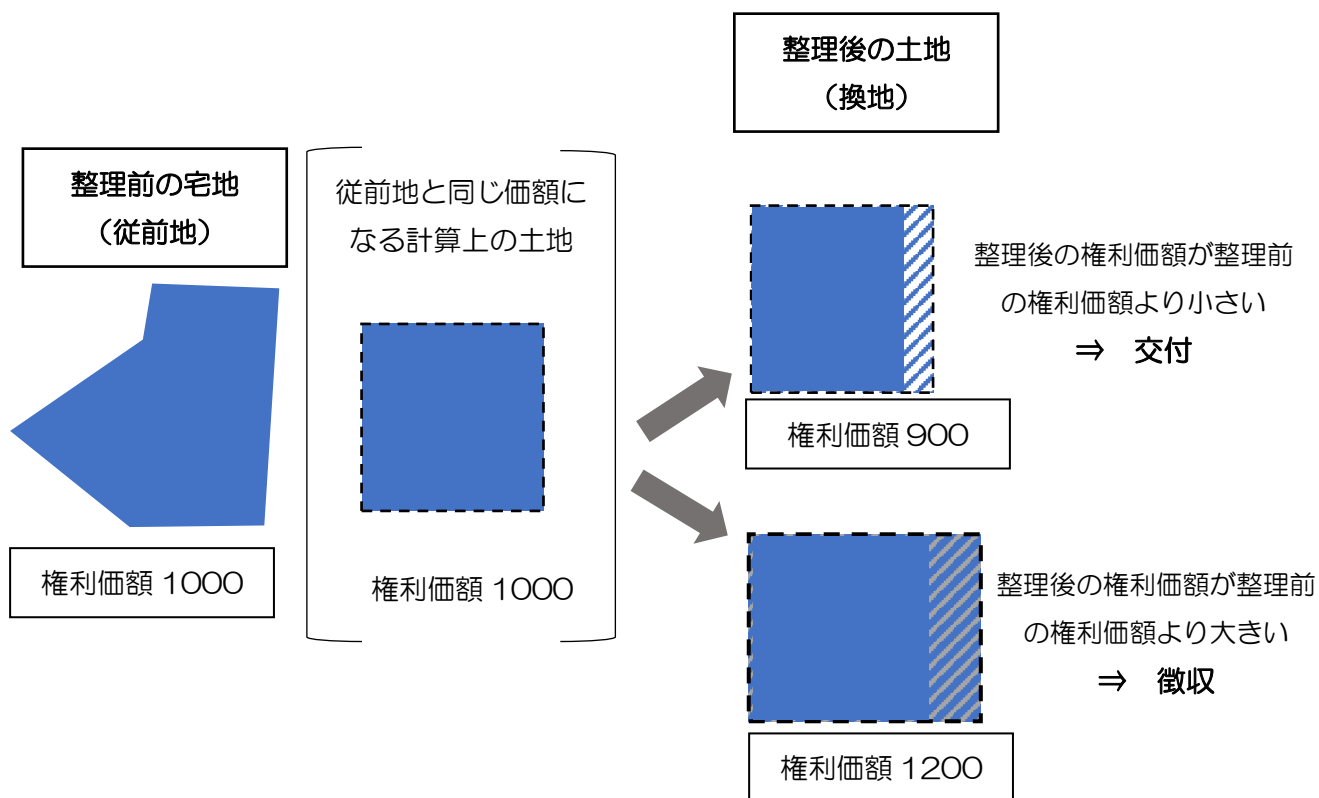 整理前の宅地
（従前地）
権利価額 1000
従前地と同じ価額に
なる計算上の土地
権利価額 1000
整理後の土地
（換地）
権利価額 900
整理後の権利価額が整理前
の権利価額より小さい
⇒ 交付
権利価額 1200
整理後の権利価額が整理前
の権利価額より大きい
⇒ 徴収